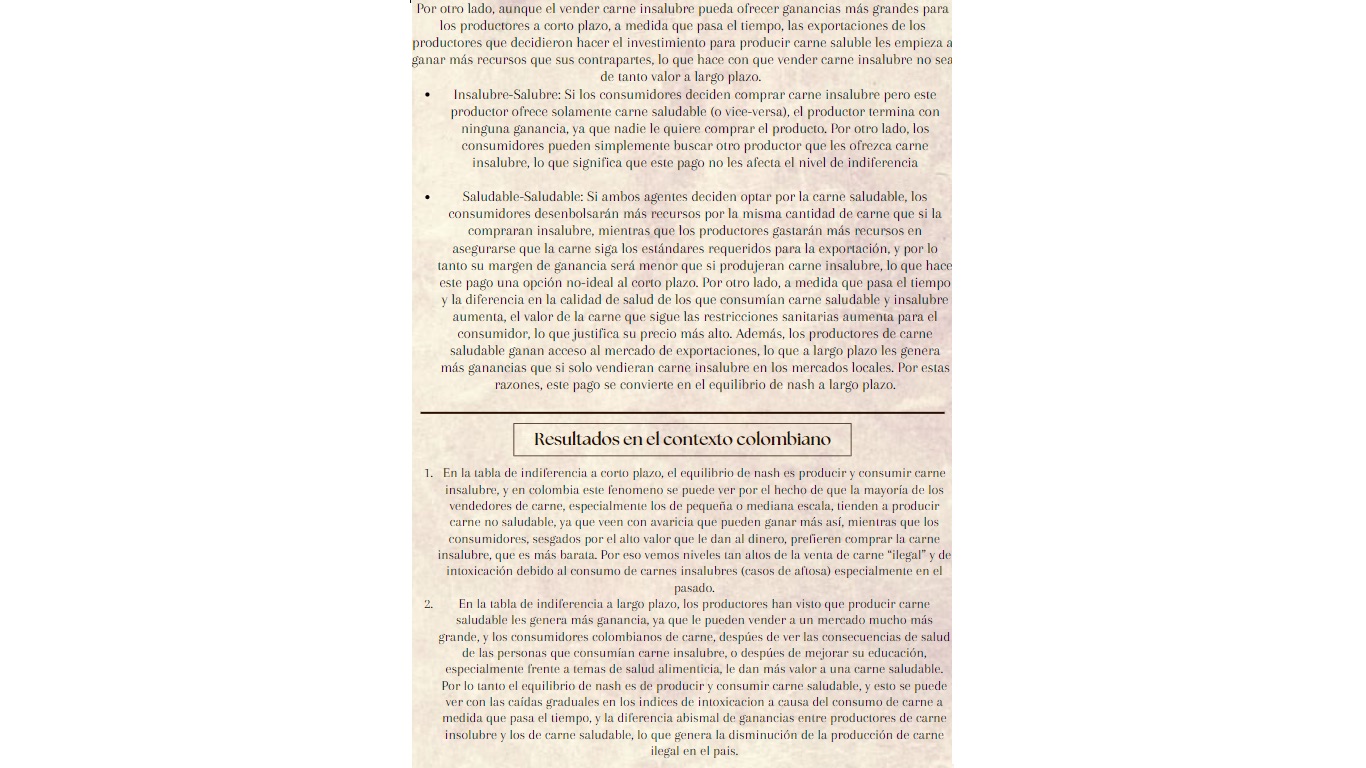 Por otro lado, aunque el vender carne insalubre pueda ofrecer ganancias más grandes para
los productores a corto plazo, a medida que pasa el tiempo, las exportaciones de los
productores que decidieron hacer el investimiento para producir carne saluble les empieza a
ganar más recursos que sus contrapartes, lo que hace con que vender carne insalubre no sea
de tanto valor a largo plazo.
• Insalubre-Salubre: Si los consumidores deciden comprar carne insalubre pero este
productor ofrece solamente carne saludable (o vice-versa), el productor termina con
ninguna ganancia, ya que nadie le quiere comprar el producto. Por otro lado, los
consumidores pueden simplemente buscar otro productor que les ofrezca carne
insalubre, lo que significa que este pago no les afecta el nivel de indiferencia
• Saludable-Saludable: Si ambos agentes deciden optar por la carne saludable, los
consumidores desenbolsarán más recursos por la misma cantidad de carne que si la
compraran insalubre, mientras que los productores gastarán más recursos en
asegurarse que la carne siga los estándares requeridos para la exportación, y por lo
tanto su margen de ganancia será menor que si produjeran carne insalubre, lo que hace
este pago una opción no-ideal al corto plazo. Por otro lado, a medida que pasa el tiempo
y la diferencia en la calidad de salud de los que consumían carne saludable y insalubre
aumenta, el valor de la carne que sigue las restricciones sanitarias aumenta para el
consumidor, lo que justifica su precio más alto. Además, los productores de carne
saludable ganan acceso al mercado de exportaciones, lo que a largo plazo les genera
más ganancias que si solo vendieran carne insalubre en los mercados locales. Por estas
razones, este pago se convierte en el equilibrio de nash a largo plazo.
Resultados en el contexto colombiano
1. En la tabla de indiferencia a corto plazo, el equilibrio de nash es producir y consumir carne
insalubre, y en colombia este fenomeno se puede ver por el hecho de que la mayoría de los
vendedores de carne, especialmente los de pequeña o mediana escala, tienden a producir
carne no saludable, ya que veen con avaricia que pueden ganar más así, mientras que los
consumidores, sesgados por el alto valor que le dan al dinero, prefieren comprar la carne
insalubre, que es más barata. Por eso vemos niveles tan altos de la venta de carne “ilegal” y de
intoxicación debido al consumo de carnes insalubres (casos de aftosa) especialmente en el
pasado.
2. En la tabla de indiferencia a largo plazo, los productores han visto que producir carne
saludable les genera más ganancia, ya que le pueden vender a un mercado mucho más
grande, y los consumidores colombianos de carne, despúes de ver las consecuencias de salud
de las personas que consumían carne insalubre, o despúes de mejorar su educación,
especialmente frente a temas de salud alimenticia, le dan más valor a una carne saludable.
Por lo tanto el equilibrio de nash es de producir y consumir carne saludable, y esto se puede
ver con las caídas graduales en los indices de intoxicacion a causa del consumo de carne a
medida que pasa el tiempo, y la diferencia abismal de ganancias entre productores de carne
insolubre y los de carne saludable, lo que genera la disminución de la producción de carne
ilegal en el país.